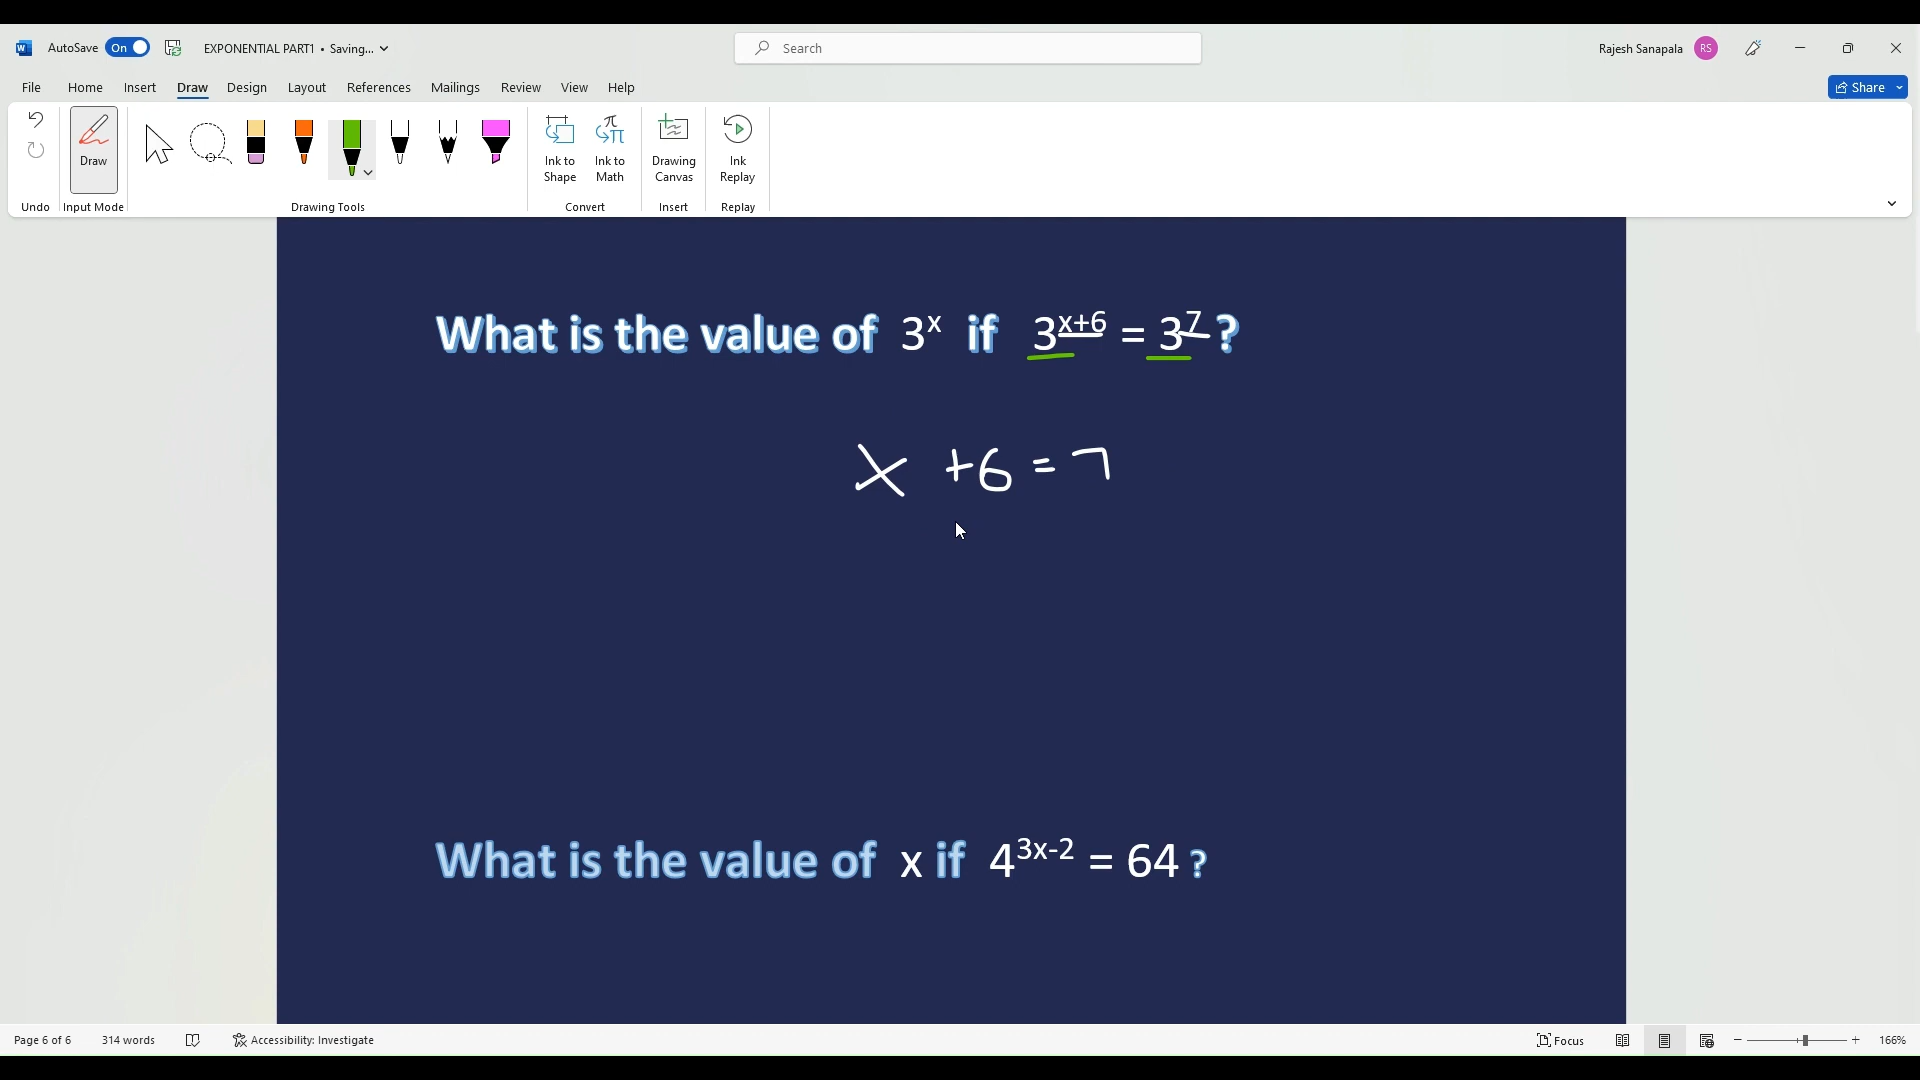 AutoSave On EXPONENTIAL PART1 • Saving... Search Rajesh Sanapala RS
File Home Insert Draw Design Layout References Mailings Review View Help Share
Draw Ink to Shape Ink to Math Drawing Canvas Ink Replay
Undo Input Mode Drawing Tools Convert Insert Replay
What is the value of 3ˣ if 3ˣ⁺⁶ = 3⁷ ?
x +6 = 7
What is the value of x if 4³ˣ⁻² = 64 ?
Page 6 of 6 314 words Accessibility: Investigate Focus 166%